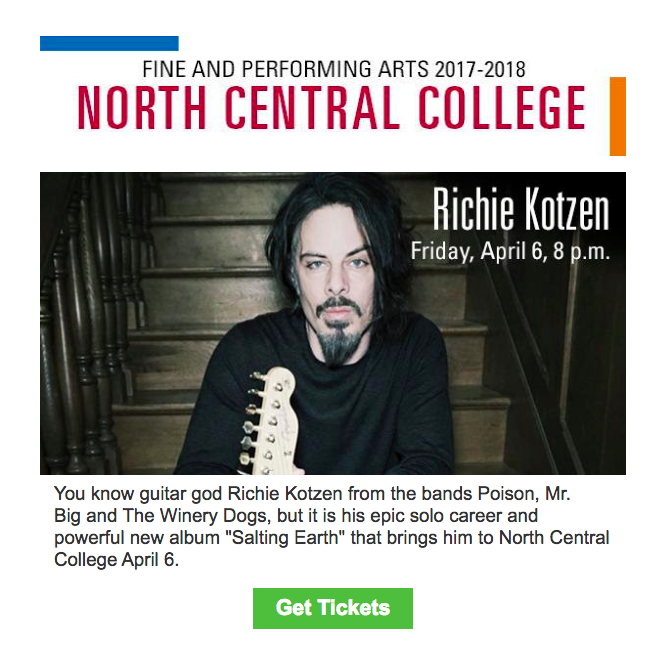 FINE AND PERFORMING ARTS 2017-2018
NORTH CENTRAL COLLEGE
Richie Kotzen
Friday, April 6, 8 p.m.
You know guitar god Richie Kotzen from the bands Poison, Mr.
Big and The Winery Dogs, but it is his epic solo career and
powerful new album "Salting Earth" that brings him to North Central
College April 6.
Get Tickets